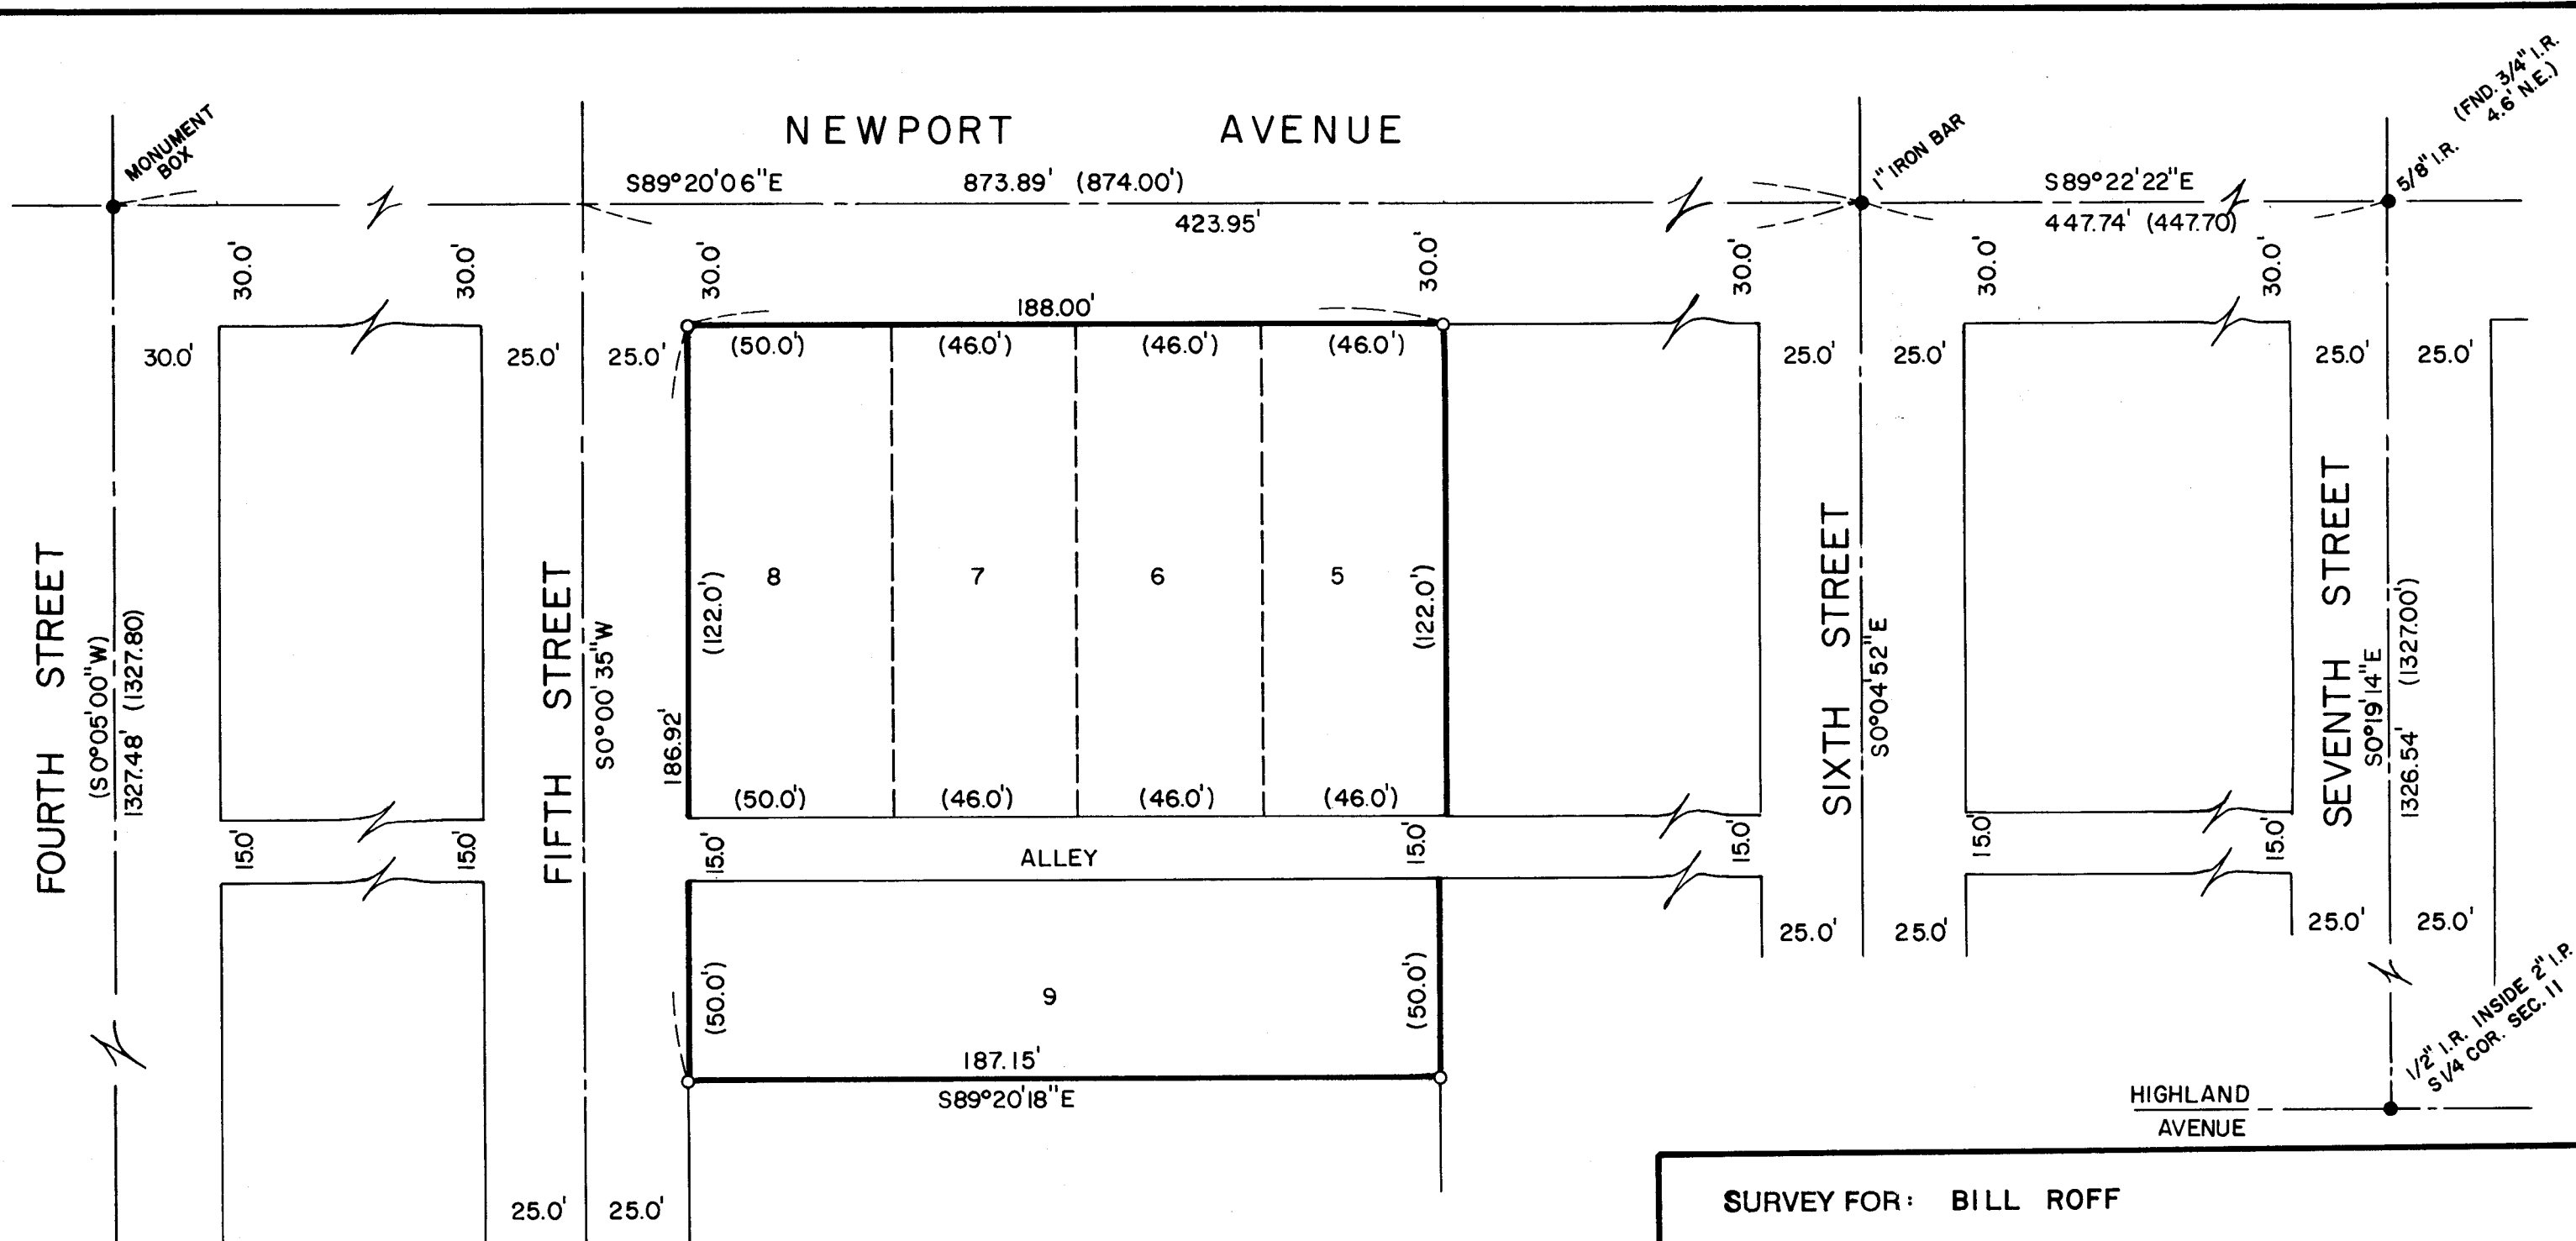 (FND. 3/4" I.R.
4.6' N.E.)
MONUMENT
BOX
NEWPORT AVENUE
1" IRON BAR
5/8" I.R.
S89°20'06"E 873.89' (874.00')
S89°22'22"E
423.95'
447.74' (447.70)
30.0' 30.0' 30.0' 30.0' 30.0' 30.0' 30.0'
188.00'
30.0' 25.0' 25.0' (50.0') (46.0') (46.0') (46.0') 25.0' 25.0' 25.0' 25.0'
8 7 6 5
(122.0') (122.0')
FOURTH STREET
(S0°05'00"W)
1327.48' (1327.80)
FIFTH STREET
S0°00'35"W
186.92'
SIXTH STREET
S0°04'52"E
SEVENTH STREET
S0°19'14"E
1326.54' (1327.00')
(50.0') (46.0') (46.0') (46.0')
15.0' 15.0' 15.0' ALLEY 15.0' 15.0' 15.0' 15.0'
25.0' 25.0' 25.0' 25.0'
(50.0') 9 (50.0')
187.15'
S89°20'18"E
1/2" I.R. INSIDE 2" I.P.
S 1/4 COR. SEC. 11
HIGHLAND
AVENUE
25.0' 25.0'
SURVEY FOR: BILL ROFF